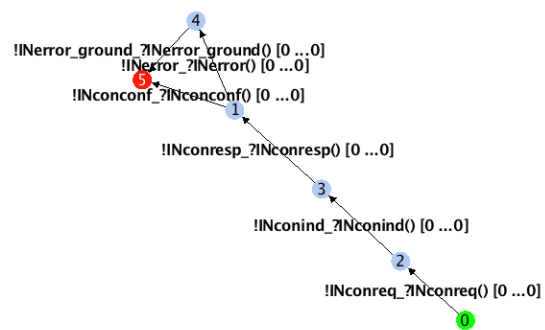 4
!INerror_ground_?INerror_ground() [0 ...0]
!INerror_?INerror() [0 ...0]
5
!INconconf_?INconconf() [0 ...0]
1
!INconresp_?INconresp() [0 ...0]
3
!INconind_?INconind() [0 ...0]
2
!INconreq_?INconreq() [0 ...0]
0